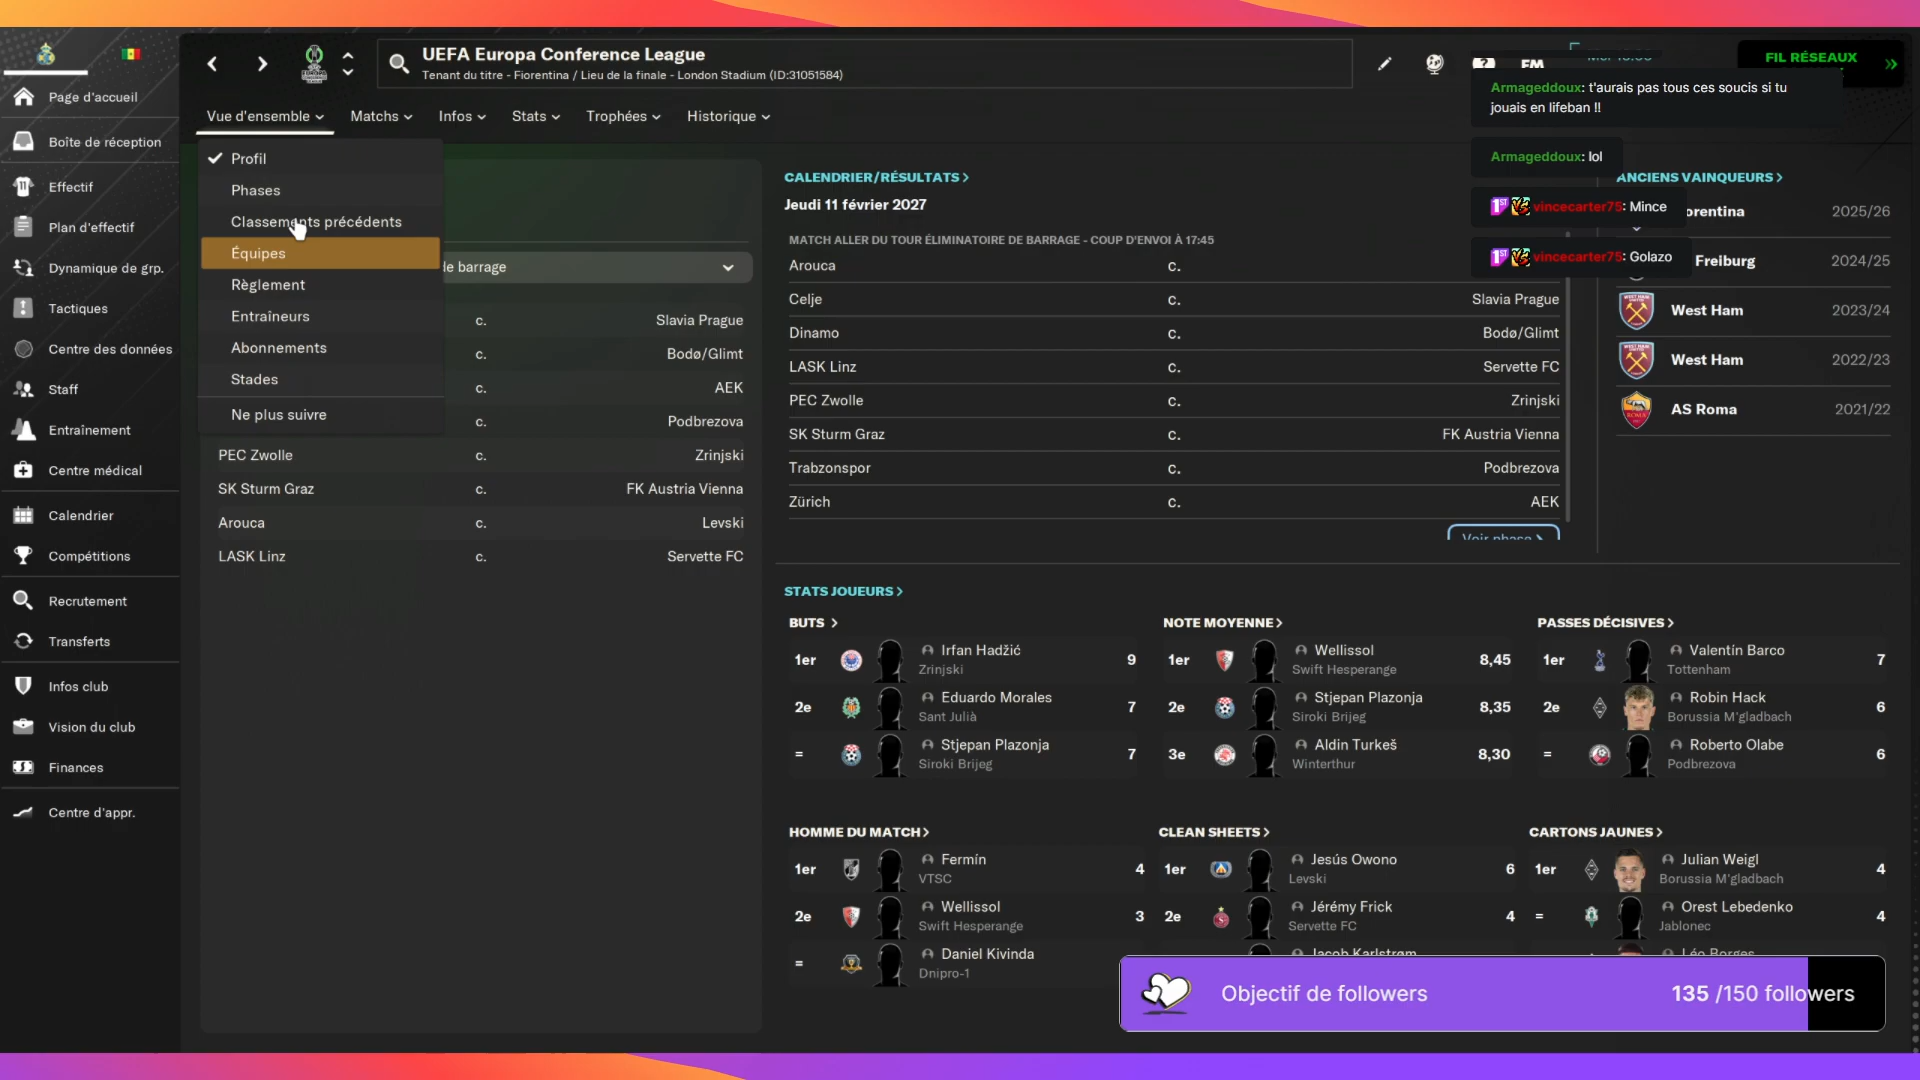 UEFA Europa Conference League
Tenant du titre - Fiorentina / Lieu de la finale - London Stadium (ID:31051584)
FM
FIL RÉSEAUX
Page d'accueil
Boîte de réception
Effectif
Plan d'effectif
Dynamique de grp.
Tactiques
Centre des données
Staff
Entraînement
Centre médical
Calendrier
Compétitions
Recrutement
Transferts
Infos club
Vision du club
Finances
Centre d'appr.
Vue d'ensemble
Matchs
Infos
Stats
Trophées
Historique
Profil
Phases
Classements précédents
Équipes
Règlement
Entraîneurs
Abonnements
Stades
Ne plus suivre
de barrage
c. Slavia Prague
c. Bodø/Glimt
c. AEK
c. Podbrezova
PEC Zwolle c. Zrinjski
SK Sturm Graz c. FK Austria Vienna
Arouca c. Levski
LASK Linz c. Servette FC
CALENDRIER/RÉSULTATS
Jeudi 11 février 2027
MATCH ALLER DU TOUR ÉLIMINATOIRE DE BARRAGE - COUP D'ENVOI À 17:45
Arouca c.
Celje c. Slavia Prague
Dinamo c. Bodø/Glimt
LASK Linz c. Servette FC
PEC Zwolle c. Zrinjski
SK Sturm Graz c. FK Austria Vienna
Trabzonspor c. Podbrezova
Zürich c. AEK
Voir phase
Armageddoux: t'aurais pas tous ces soucis si tu
jouais en lifeban !!
Armageddoux: lol
1ST vincecarter75: Mince
1ST vincecarter75: Golazo
ANCIENS VAINQUEURS
orentina 2025/26
Freiburg 2024/25
West Ham 2023/24
West Ham 2022/23
AS Roma 2021/22
STATS JOUEURS
BUTS
1er Irfan Hadžić 9
Zrinjski
2e Eduardo Morales 7
Sant Julià
= Stjepan Plazonja 7
Siroki Brijeg
NOTE MOYENNE
1er Wellissol 8,45
Swift Hesperange
2e Stjepan Plazonja 8,35
Siroki Brijeg
3e Aldin Turkeš 8,30
Winterthur
PASSES DÉCISIVES
1er Valentín Barco 7
Tottenham
2e Robin Hack 6
Borussia M'gladbach
= Roberto Olabe 6
Podbrezova
HOMME DU MATCH
1er Fermín 4
VTSC
2e Wellissol 3
Swift Hesperange
= Daniel Kivinda
Dnipro-1
CLEAN SHEETS
1er Jesús Owono 6
Levski
2e Jérémy Frick 4
Servette FC
Jacob Karlstrøm
CARTONS JAUNES
1er Julian Weigl 4
Borussia M'gladbach
= Orest Lebedenko 4
Jablonec
Léo Borges
Objectif de followers
135 /150 followers